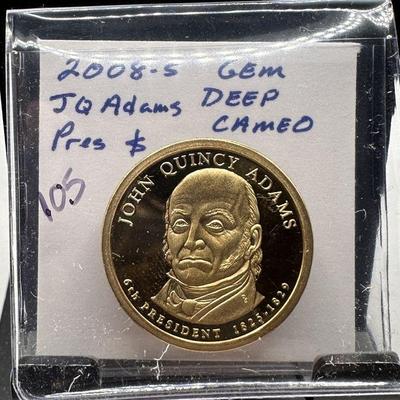 2008-S GEM
JQ Adams DEEP
Pres $ CAMEO
105
JOHN QUINCY ADAMS
6th PRESIDENT 1825-1829